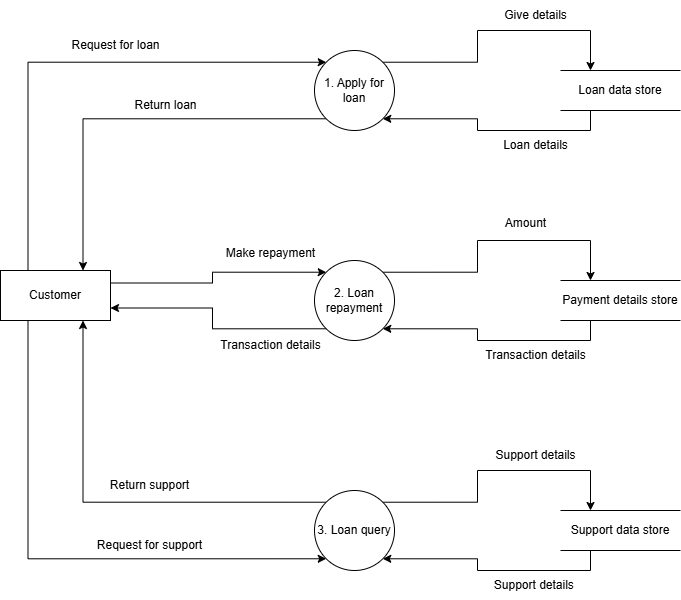 Give details
Request for loan
1. Apply for
loan
Loan data store
Return loan
Loan details
Amount
Make repayment
Customer
2. Loan
repayment
Payment details store
Transaction details
Transaction details
Support details
Return support
3. Loan query
Support data store
Request for support
Support details